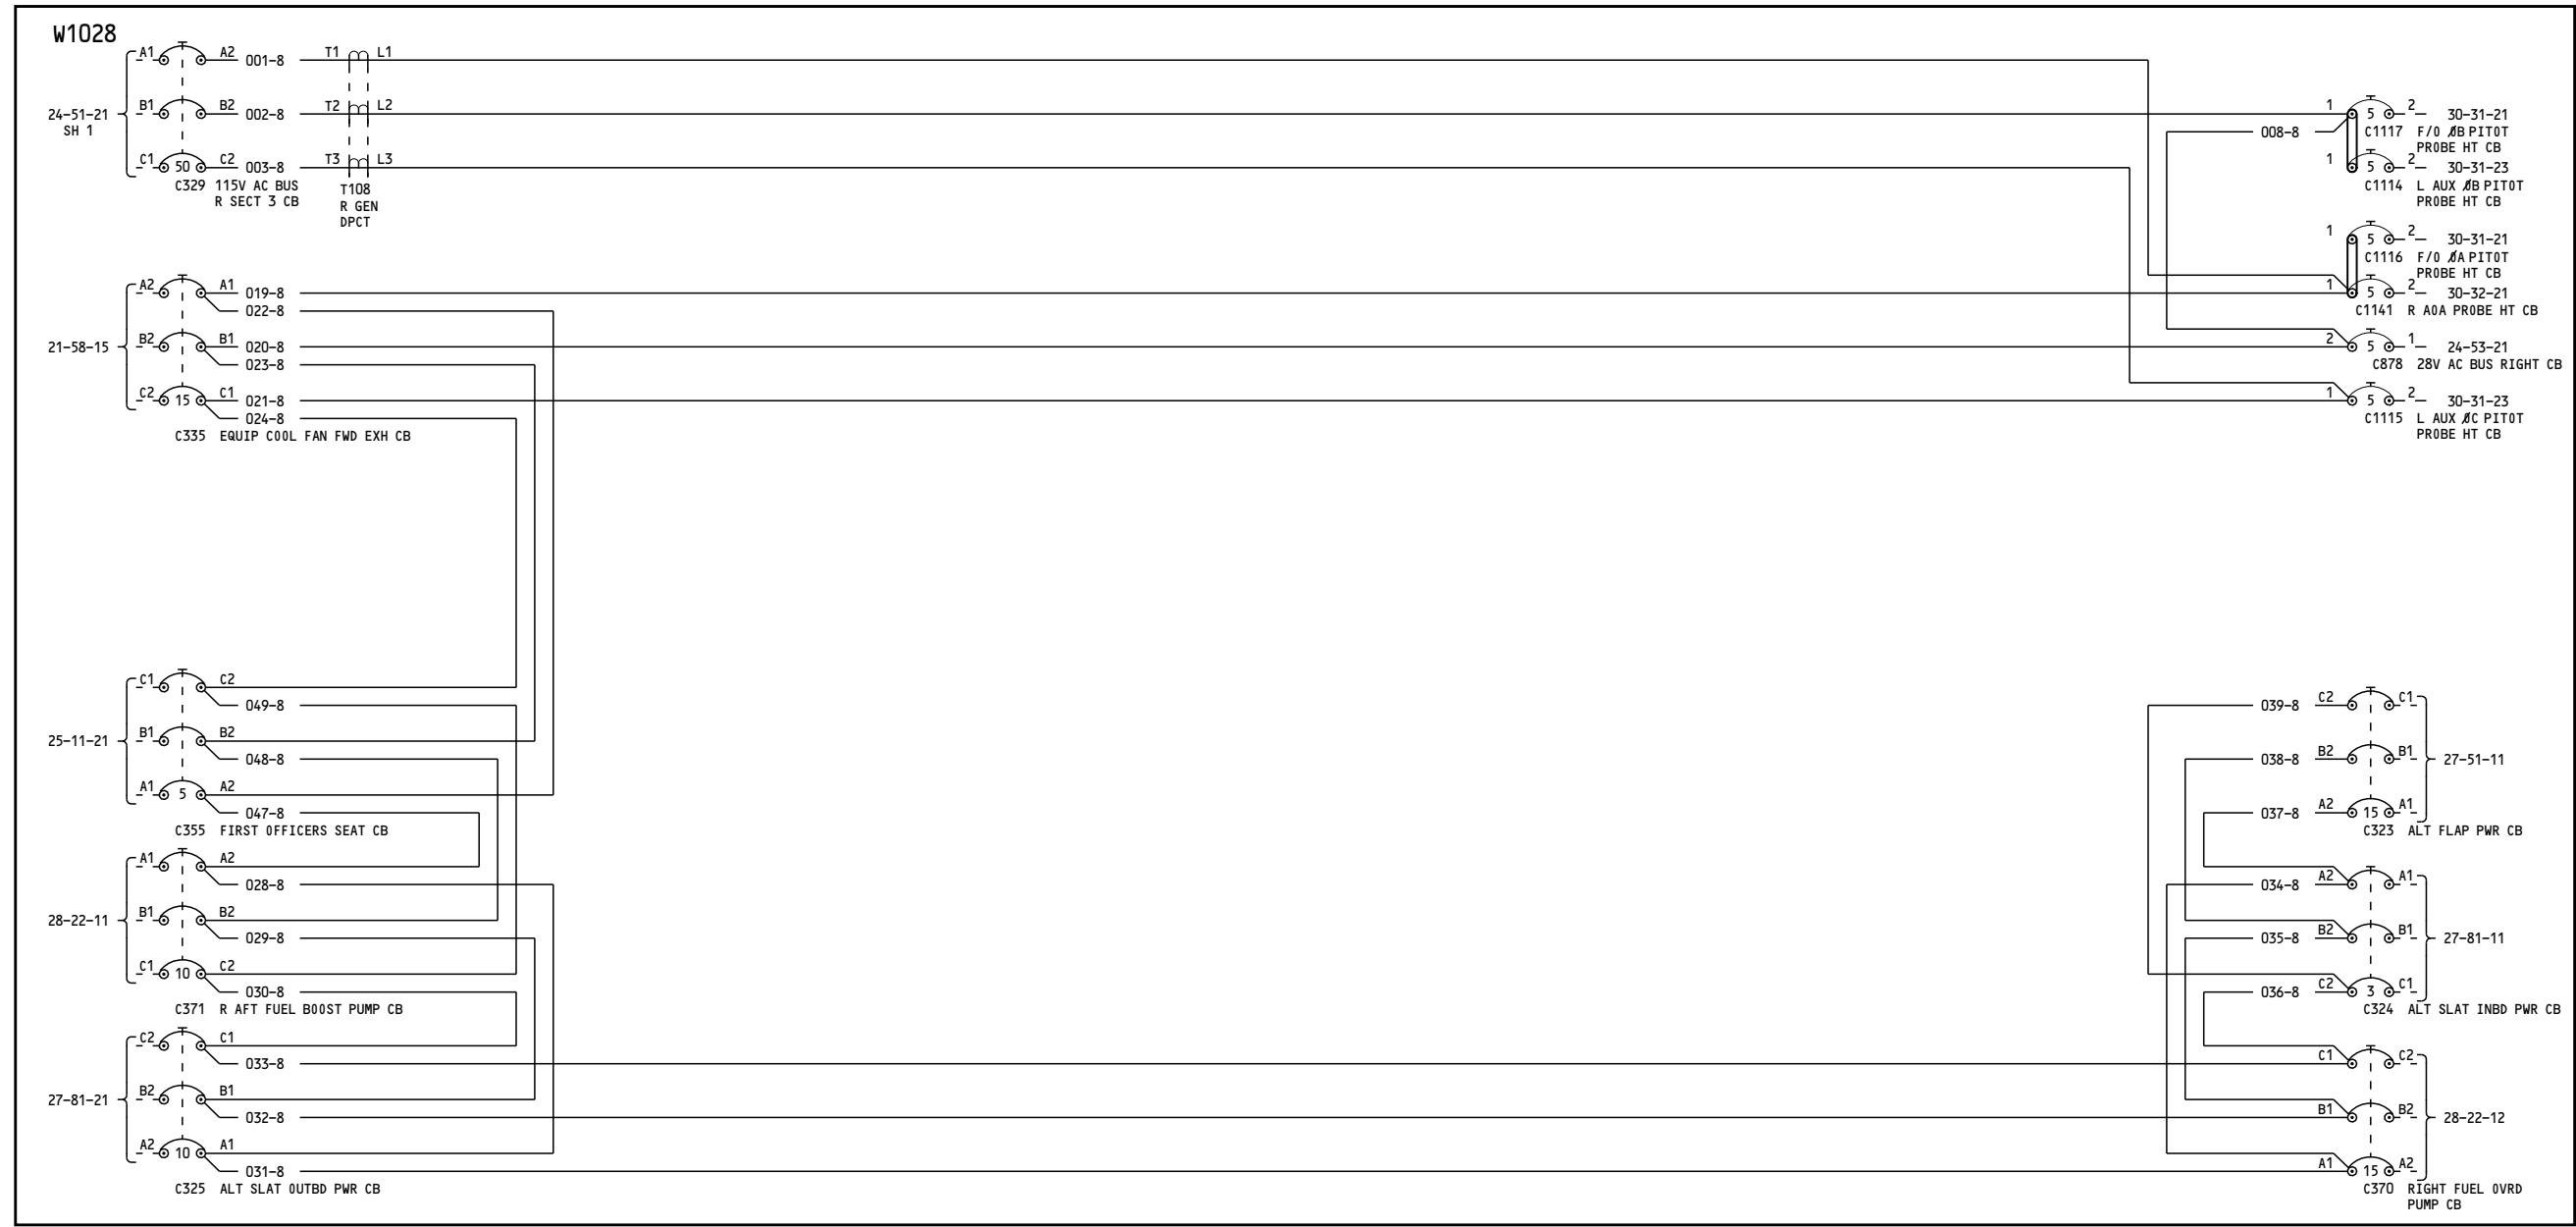 W1028
A1 A2 001-8 T1 L1
B1 B2 002-8 T2 L2
24-51-21
SH 1
C1 50 C2 003-8 T3 L3
C329 115V AC BUS
R SECT 3 CB
T108
R GEN
DPCT
1 5 2 30-31-21
008-8
C1117 F/O ØB PITOT
PROBE HT CB
1 5 2 30-31-23
C1114 L AUX ØB PITOT
PROBE HT CB
1 5 2 30-31-21
C1116 F/O ØA PITOT
PROBE HT CB
A2 A1 019-8
022-8
1 5 2 30-32-21
C1141 R AOA PROBE HT CB
21-58-15
B2 B1 020-8
023-8
2 5 1 24-53-21
C878 28V AC BUS RIGHT CB
C2 15 C1 021-8
024-8
C335 EQUIP COOL FAN FWD EXH CB
1 5 2 30-31-23
C1115 L AUX ØC PITOT
PROBE HT CB
C1 C2
049-8
25-11-21
B1 B2
048-8
A1 5 A2
047-8
C355 FIRST OFFICERS SEAT CB
A1 A2
028-8
28-22-11
B1 B2
029-8
C1 10 C2
030-8
C371 R AFT FUEL BOOST PUMP CB
C2 C1
033-8
27-81-21
B2 B1
032-8
A2 10 A1
031-8
C325 ALT SLAT OUTBD PWR CB
039-8 C2 C1
038-8 B2 B1
27-51-11
037-8 A2 15 A1
C323 ALT FLAP PWR CB
034-8 A2 A1
035-8 B2 B1
27-81-11
036-8 C2 3 C1
C324 ALT SLAT INBD PWR CB
C1 C2
B1 B2
28-22-12
A1 15 A2
C370 RIGHT FUEL OVRD
PUMP CB